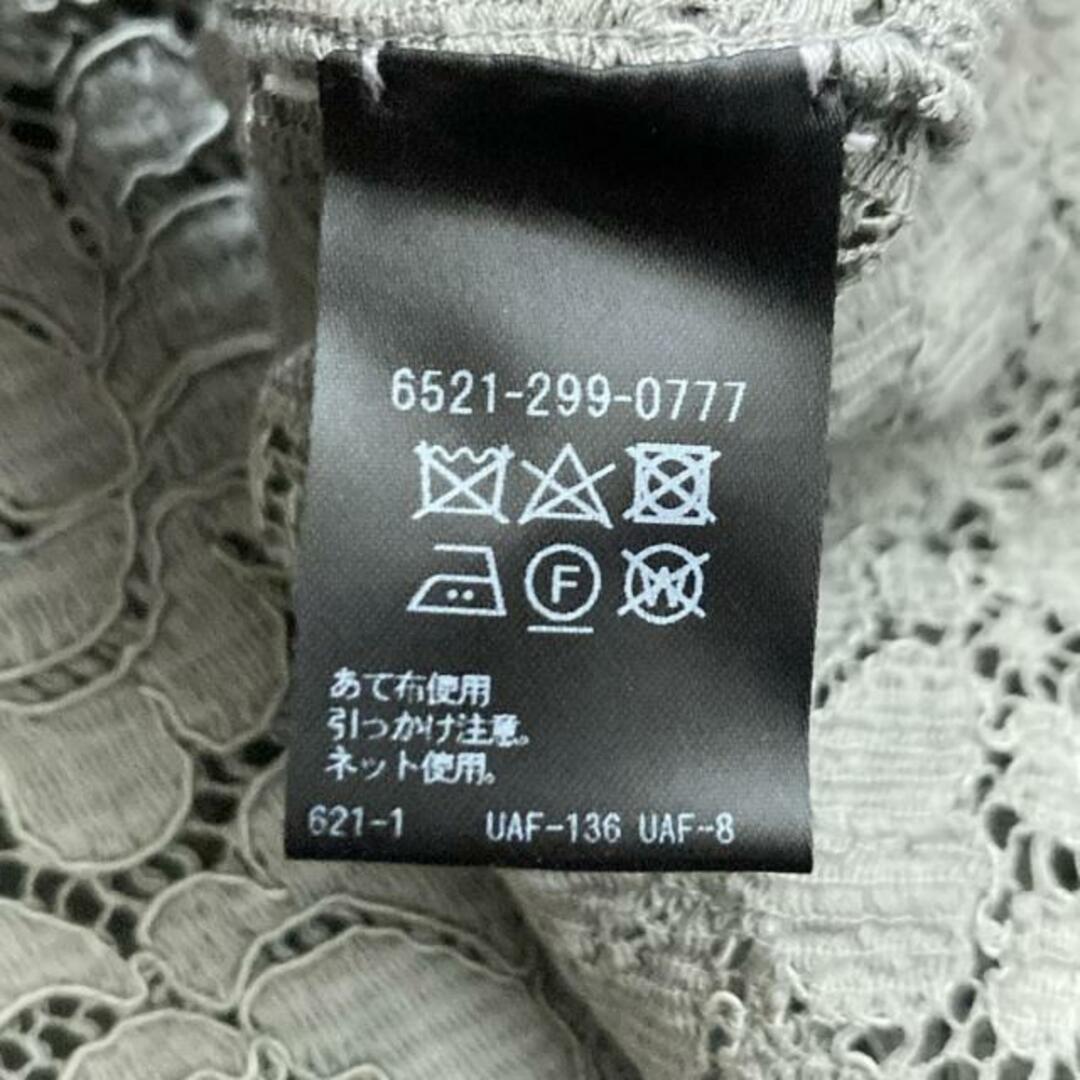 6521-299-0777
F W
あて布使用
引っかけ注意。
ネット使用。
621-1 UAF-136 UAF-8